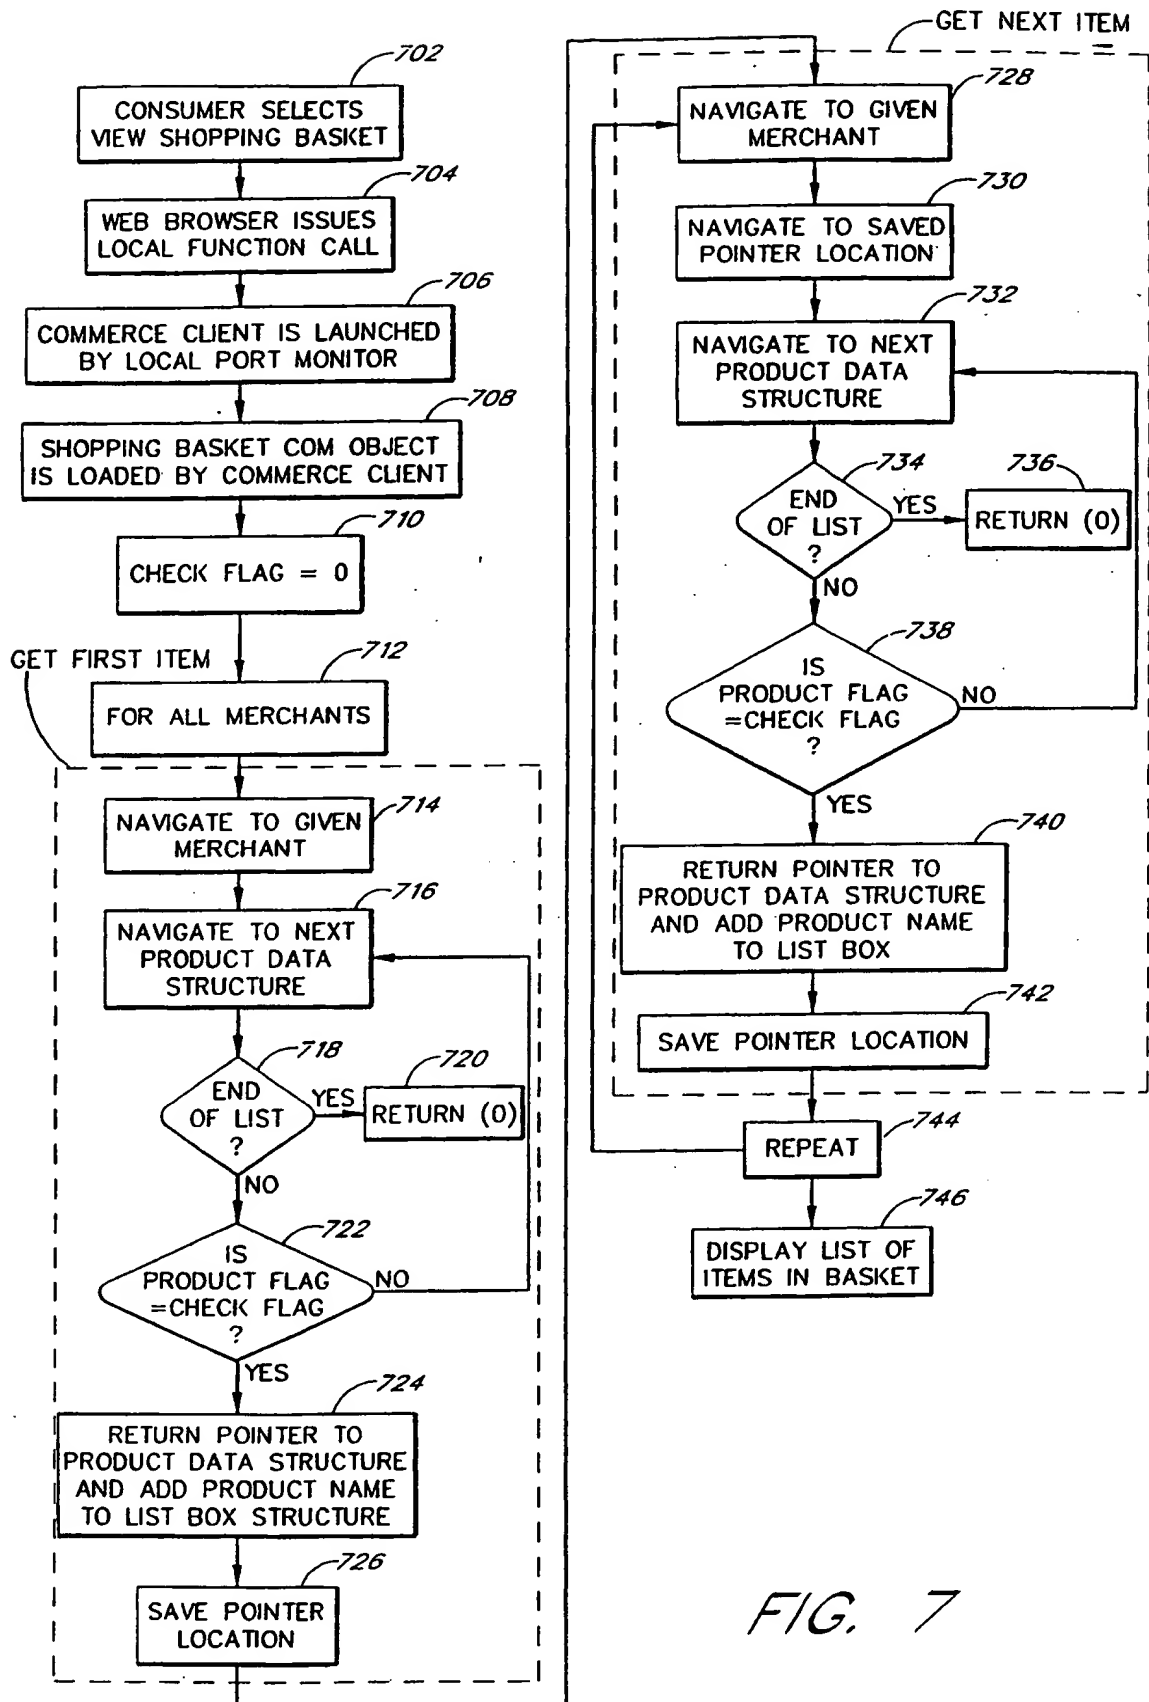 702
CONSUMER SELECTS
VIEW SHOPPING BASKET
704
WEB BROWSER ISSUES
LOCAL FUNCTION CALL
706
COMMERCE CLIENT IS LAUNCHED
BY LOCAL PORT MONITOR
708
SHOPPING BASKET COM OBJECT
IS LOADED BY COMMERCE CLIENT
710
CHECK FLAG = 0
GET FIRST ITEM
712
FOR ALL MERCHANTS
714
NAVIGATE TO GIVEN
MERCHANT
716
NAVIGATE TO NEXT
PRODUCT DATA
STRUCTURE
718
END
OF LIST
?
YES
720
RETURN (0)
NO
722
IS
PRODUCT FLAG
=CHECK FLAG
?
NO
YES
724
RETURN POINTER TO
PRODUCT DATA STRUCTURE
AND ADD PRODUCT NAME
TO LIST BOX STRUCTURE
726
SAVE POINTER
LOCATION
GET NEXT ITEM
728
NAVIGATE TO GIVEN
MERCHANT
730
NAVIGATE TO SAVED
POINTER LOCATION
732
NAVIGATE TO NEXT
PRODUCT DATA
STRUCTURE
734
END
OF LIST
?
YES
736
RETURN (0)
NO
738
IS
PRODUCT FLAG
=CHECK FLAG
?
NO
YES
740
RETURN POINTER TO
PRODUCT DATA STRUCTURE
AND ADD PRODUCT NAME
TO LIST BOX
742
SAVE POINTER LOCATION
744
REPEAT
746
DISPLAY LIST OF
ITEMS IN BASKET
FIG. 7